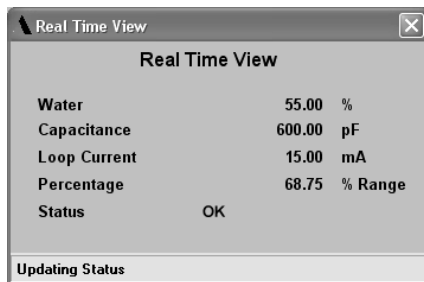 Real Time View
Real Time View
Water 55.00 %
Capacitance 600.00 pF
Loop Current 15.00 mA
Percentage 68.75 % Range
Status OK
Updating Status